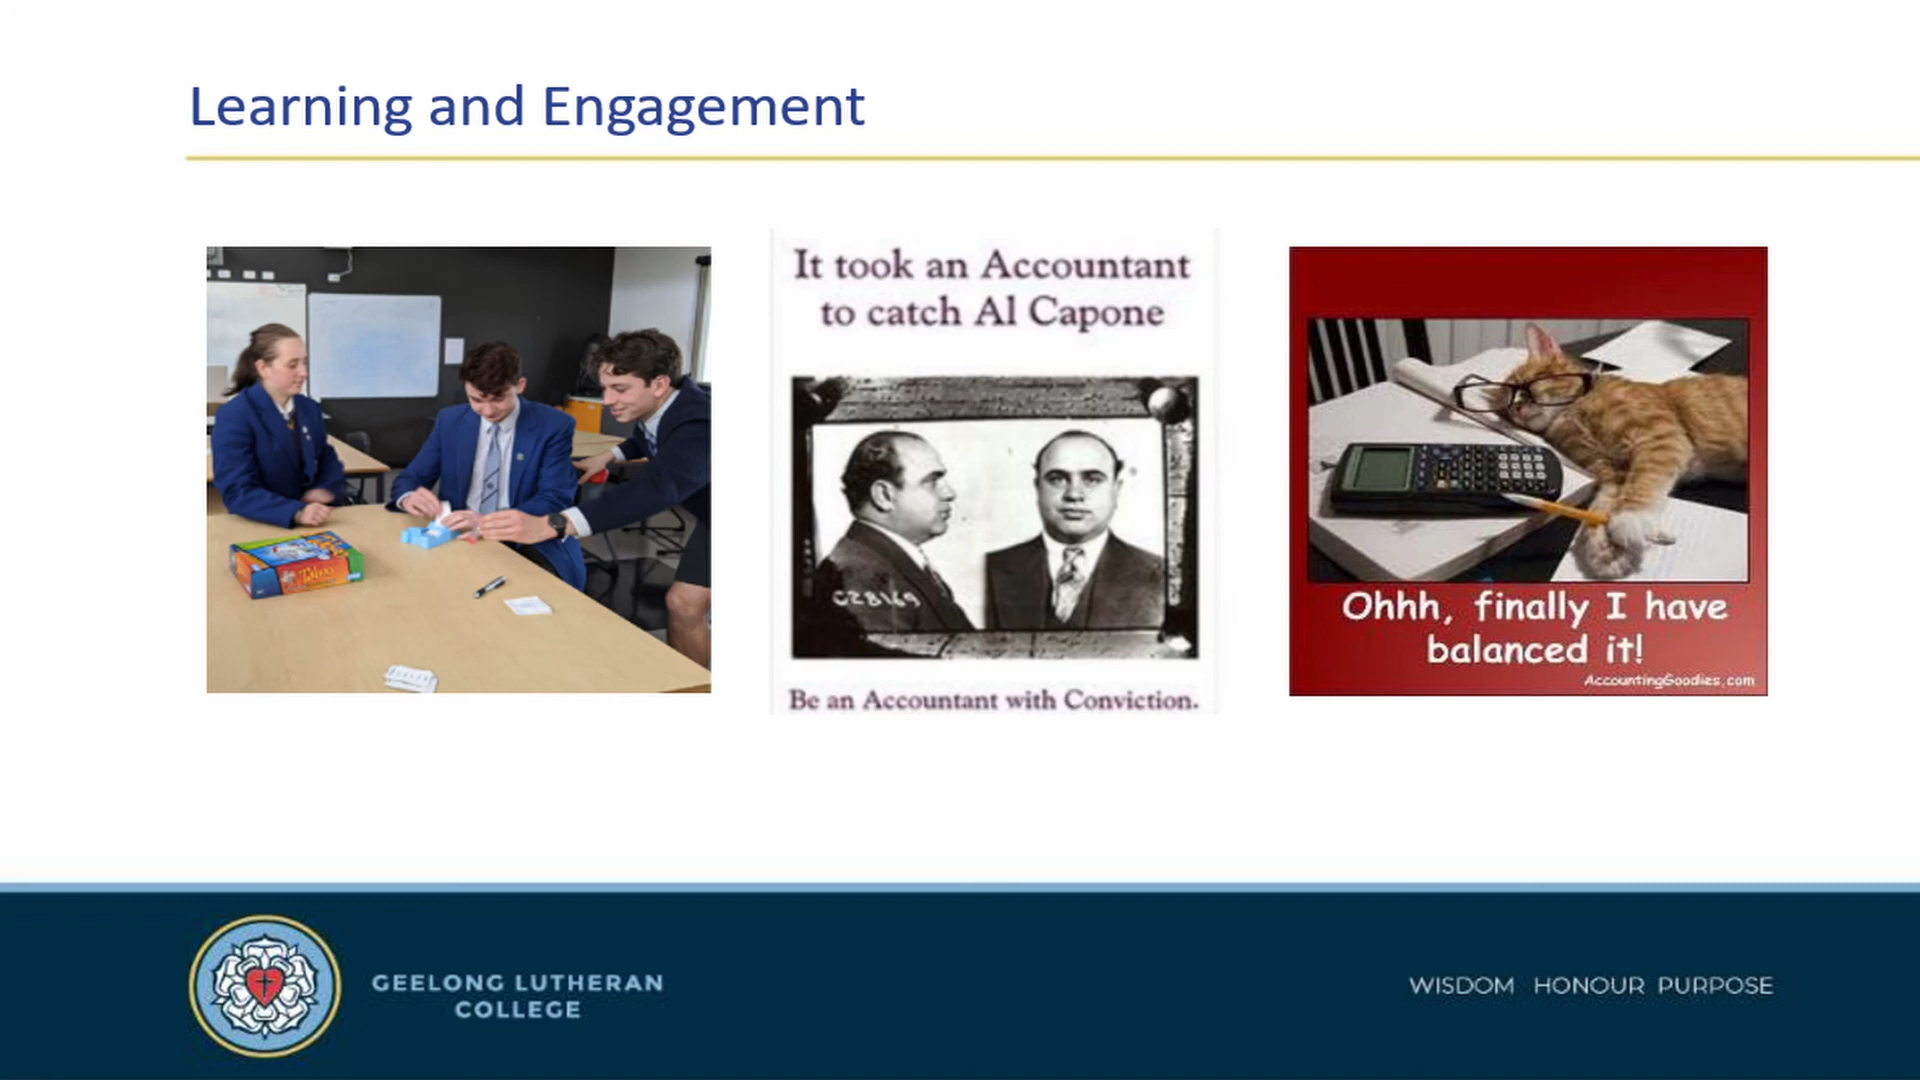 Learning and Engagement
It took an Accountant
to catch Al Capone
C28169
Be an Accountant with Conviction.
Ohhh, finally I have
balanced it!
AccountingGoodies.com
GEELONG LUTHERAN
COLLEGE
WISDOM HONOUR PURPOSE